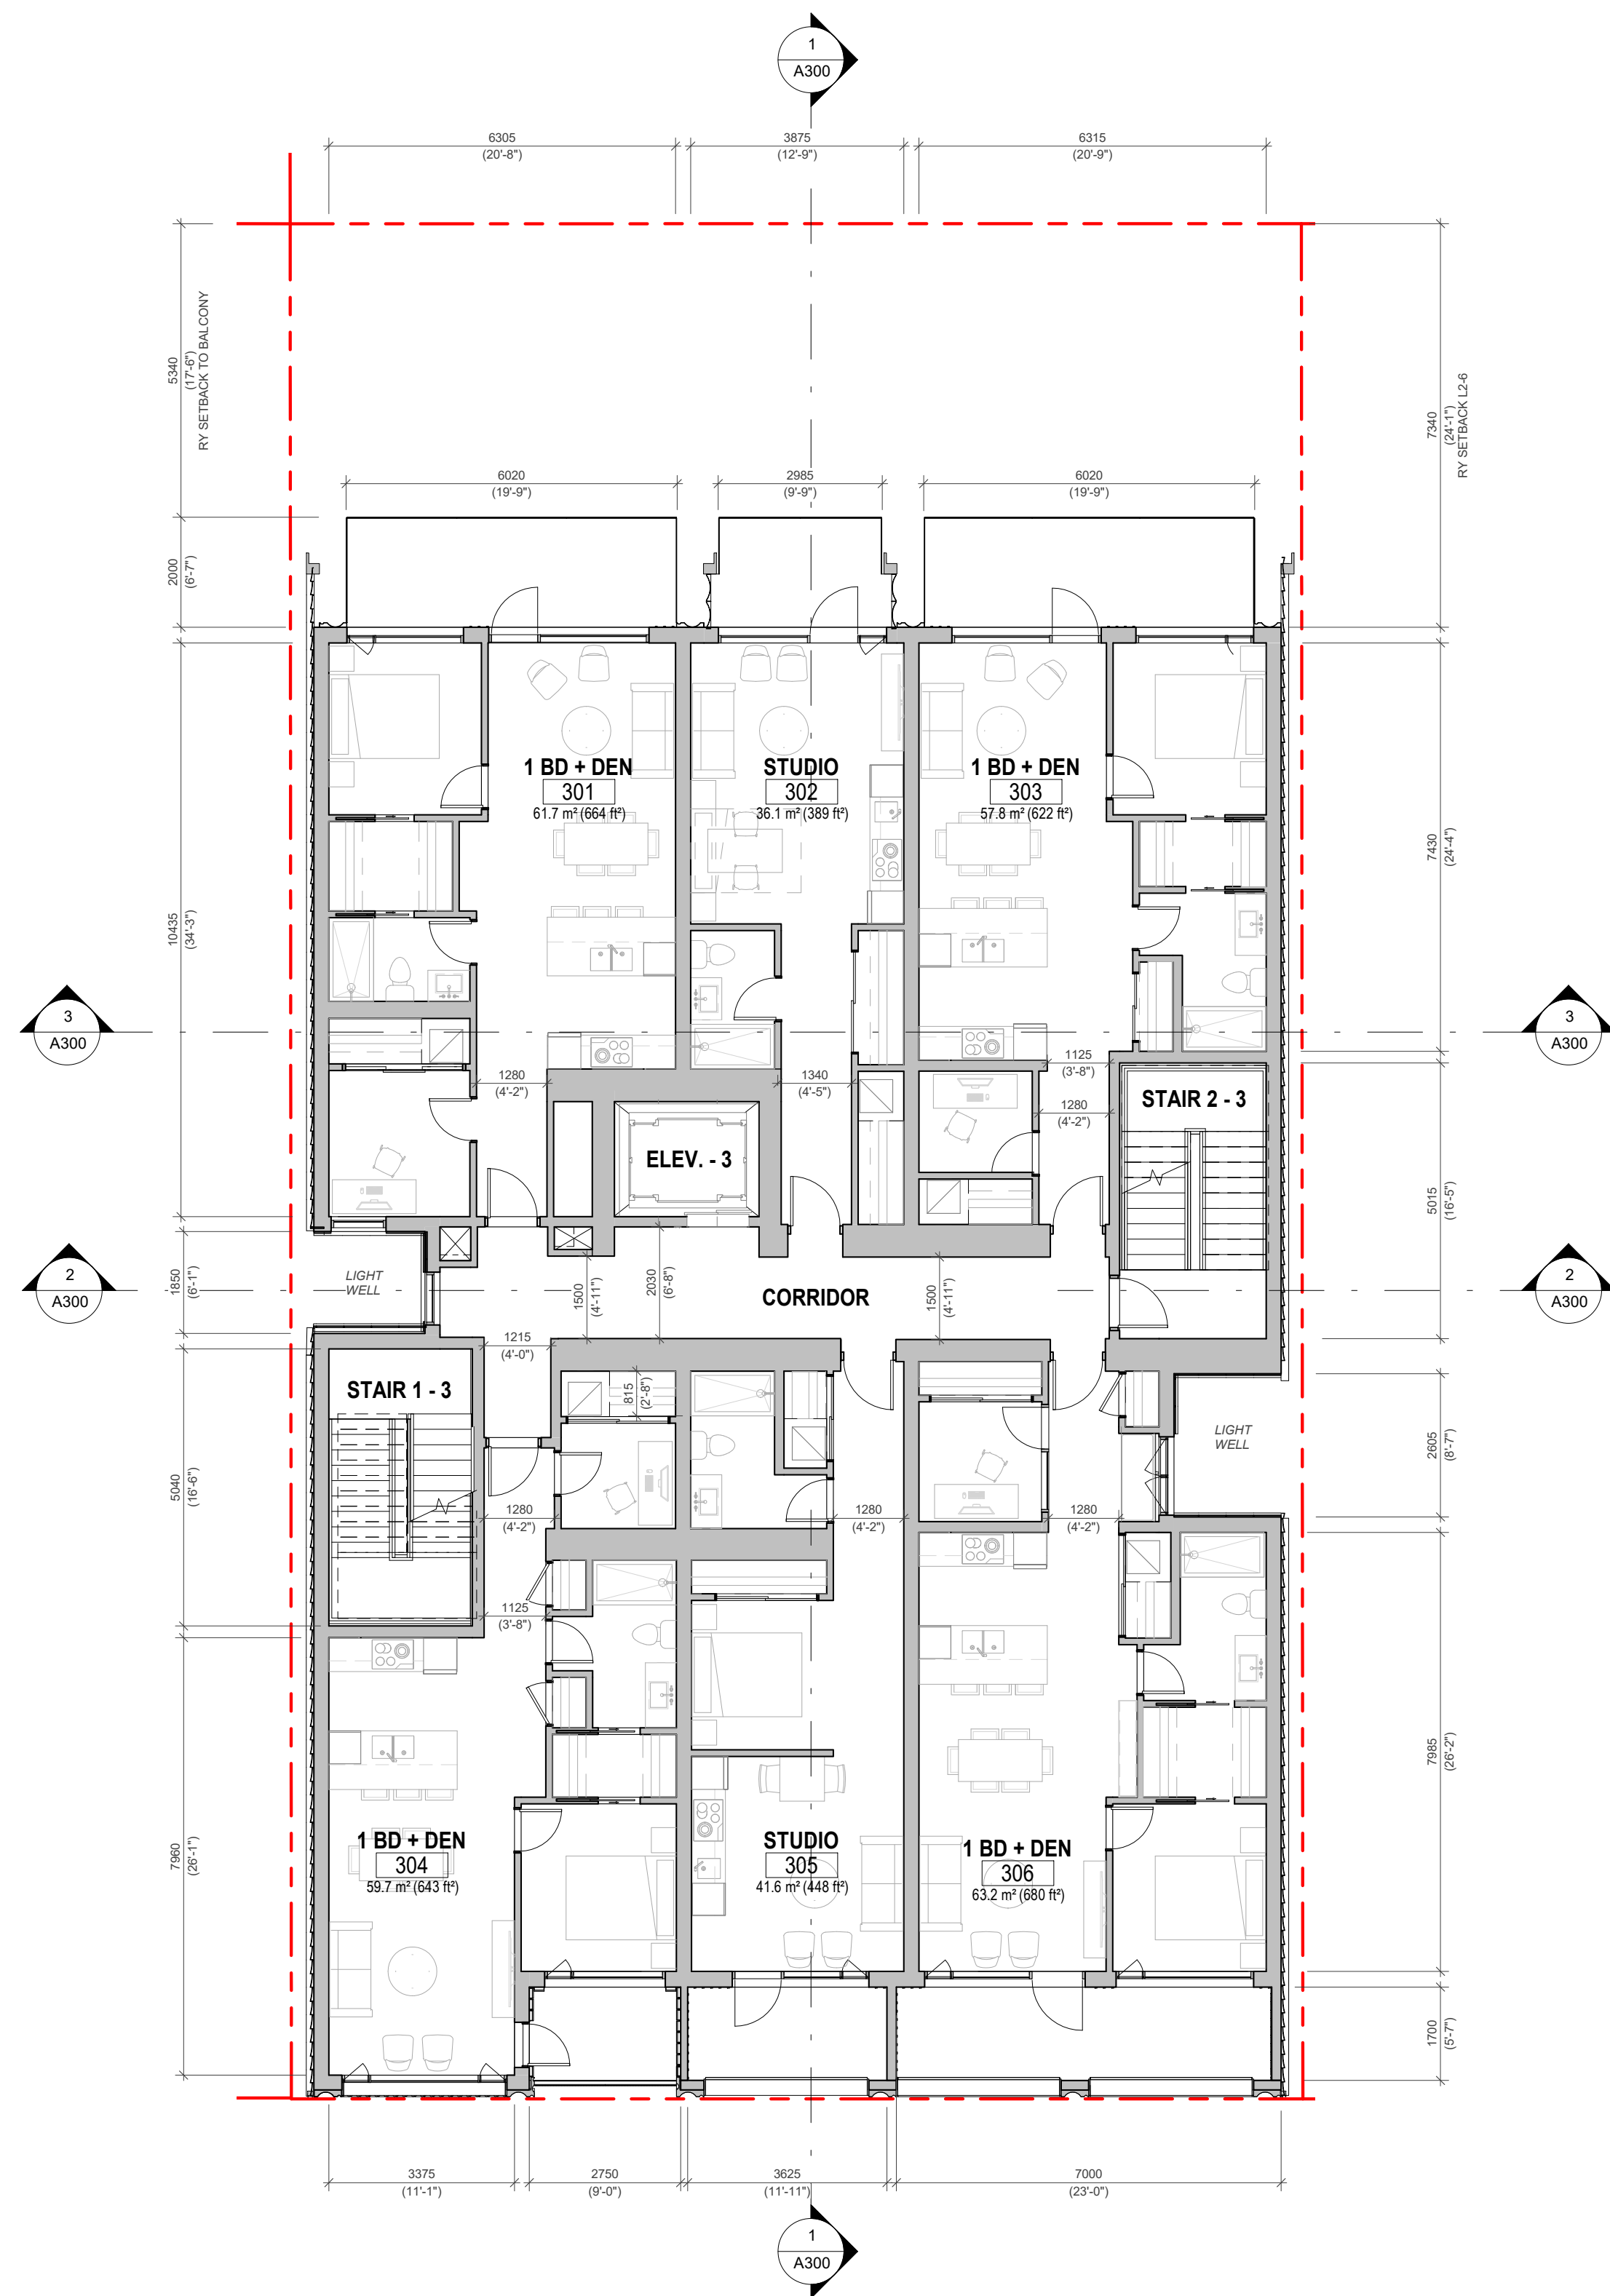 1
A300
6305
(20'-8")
3875
(12'-9")
6315
(20'-9")
5340
(17'-6")
RY SETBACK TO BALCONY
7340
(24'-1")
RY SETBACK L2-6
6020
(19'-9")
2985
(9'-9")
6020
(19'-9")
2000
(6'-7")
1 BD + DEN
301
61.7 m² (664 ft²)
STUDIO
302
36.1 m² (389 ft²)
1 BD + DEN
303
57.8 m² (622 ft²)
10435
(34'-3")
7430
(24'-4")
3
A300
3
A300
1280
(4'-2")
1340
(4'-5")
1125
(3'-8")
1280
(4'-2")
STAIR 2 - 3
ELEV. - 3
5015
(16'-5")
2
A300
1850
(6'-1")
LIGHT
WELL
1500
(4'-11")
2030
(6'-8")
CORRIDOR
1500
(4'-11")
2
A300
1215
(4'-0")
STAIR 1 - 3
815
(2'-8")
LIGHT
WELL
2605
(8'-7")
5040
(16'-6")
1280
(4'-2")
1280
(4'-2")
1280
(4'-2")
1125
(3'-8")
7960
(26'-1")
7985
(26'-2")
1 BD + DEN
304
59.7 m² (643 ft²)
STUDIO
305
41.6 m² (448 ft²)
1 BD + DEN
306
63.2 m² (680 ft²)
1700
(5'-7")
3375
(11'-1")
2750
(9'-0")
3625
(11'-11")
7000
(23'-0")
1
A300